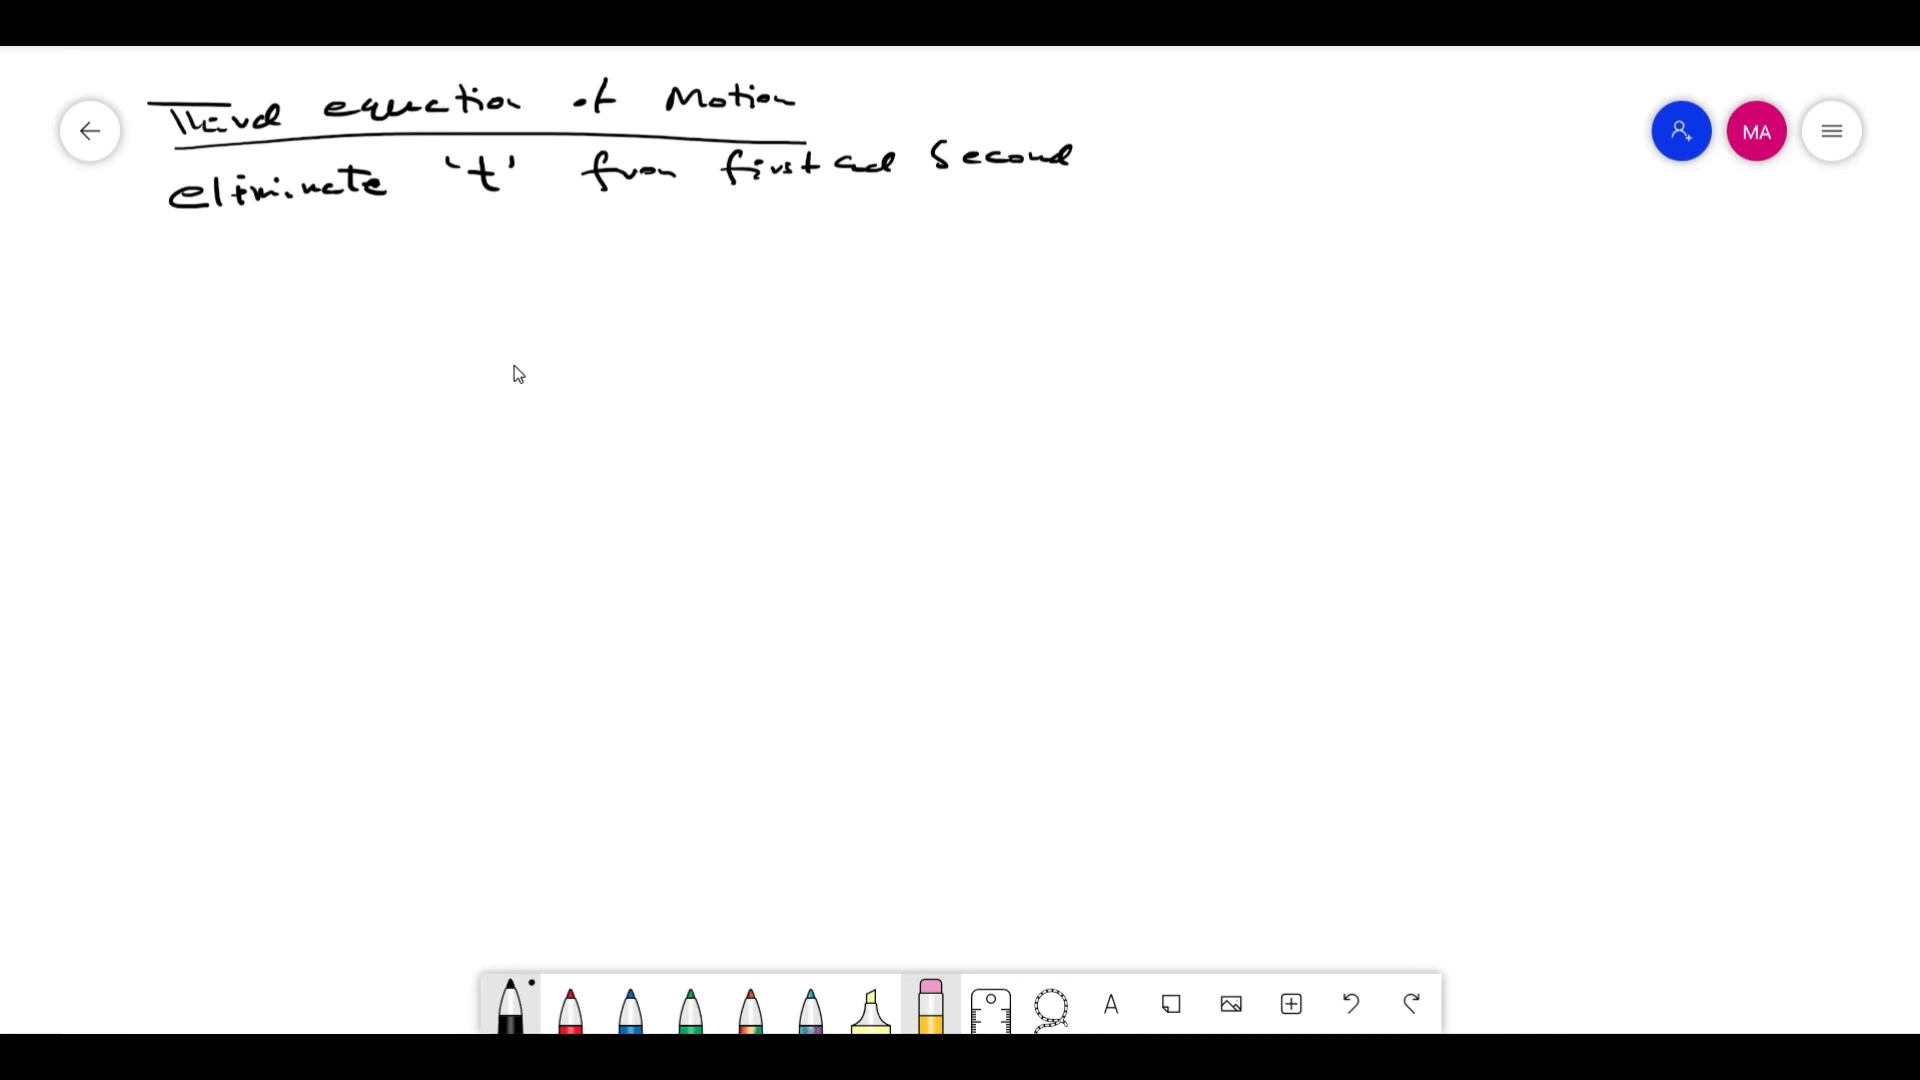 Third equation of Motion
eliminate 't' from first and Second
MA
A